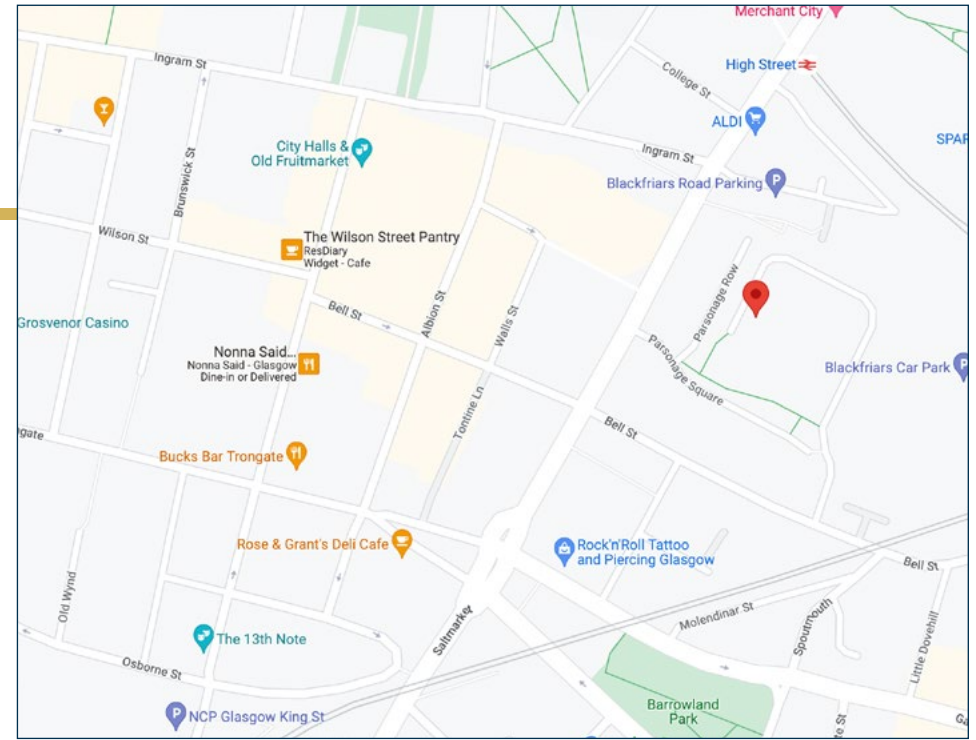 Merchant City
Ingram St
High Street
College St
ALDI
City Halls &
Old Fruitmarket
SPAR
Ingram St
Brunswick St
Blackfriars Road Parking
P
Wilson St
The Wilson Street Pantry
ResDiary
Widget - Cafe
Parsonage Row
Bell St
Albion St
Walls St
Grosvenor Casino
Nonna Said...
Nonna Said - Glasgow
Dine-in or Delivered
Parsonage Square
Blackfriars Car Park
P
Tontine Ln
Bell St
gate
Bucks Bar Trongate
Rose & Grant's Deli Cafe
Rock'n'Roll Tattoo
and Piercing Glasgow
Bell St
Old Wynd
Saltmarket
Molendinar St
Spoutmouth
Little Dovehill
The 13th Note
Osborne St
Barrowland
Park
P
NCP Glasgow King St
te St
Ga